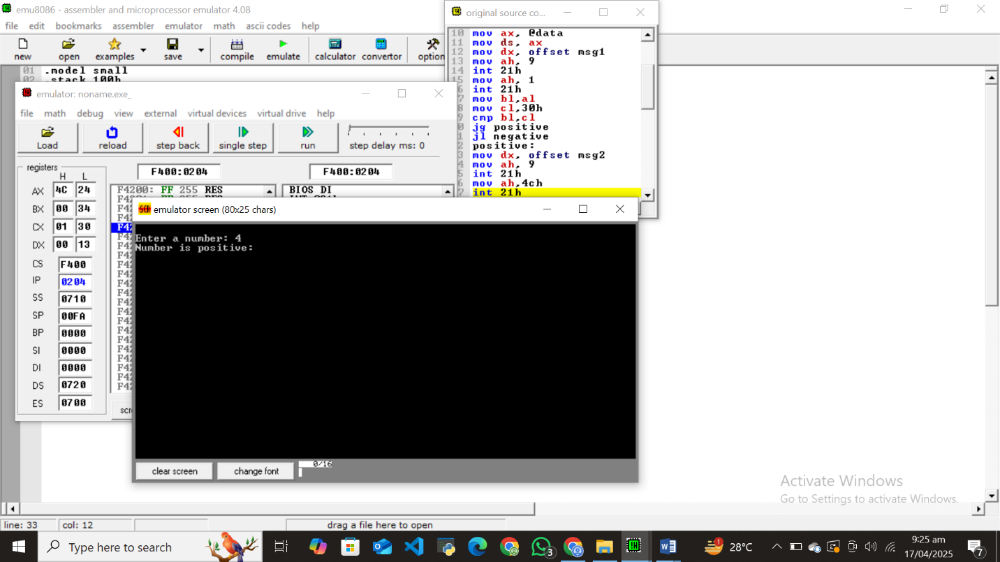 emu8086 - assembler and microprocessor emulator 4.08
file edit bookmarks assembler emulator math ascii codes help
new open examples save compile emulate calculator convertor option
01 .model small
02 .stack 100h
original source co...
10 mov ax, @data
11 mov ds, ax
12 mov dx, offset msg1
13 mov ah, 9
14 int 21h
15 mov ah, 1
6 int 21h
7 mov bl,al
8 mov cl,30h
9 cmp bl,cl
0 jg positive
1 jl negative
2 positive:
3 mov dx, offset msg2
4 mov ah, 9
5 int 21h
6 mov ah,4ch
7 int 21h
emulator: noname.exe_
file math debug view external virtual devices virtual drive help
Load reload step back single step run step delay ms: 0
registers
F400:0204 F400:0204
H L
AX 4C 24
BX 00 34
CX 01 30
DX 00 13
CS F400
IP 0204
SS 0710
SP 00FA
BP 0000
SI 0000
DI 0000
DS 0720
ES 0700
F4200: FF 255 RES
BIOS DI
scr
emulator screen (80x25 chars)
Enter a number: 4
Number is positive:
clear screen change font 0/16
Activate Windows
Go to Settings to activate Windows.
line: 33 col: 12 drag a file here to open
Type here to search
3
1
28°C
9:25 am
17/04/2025
7